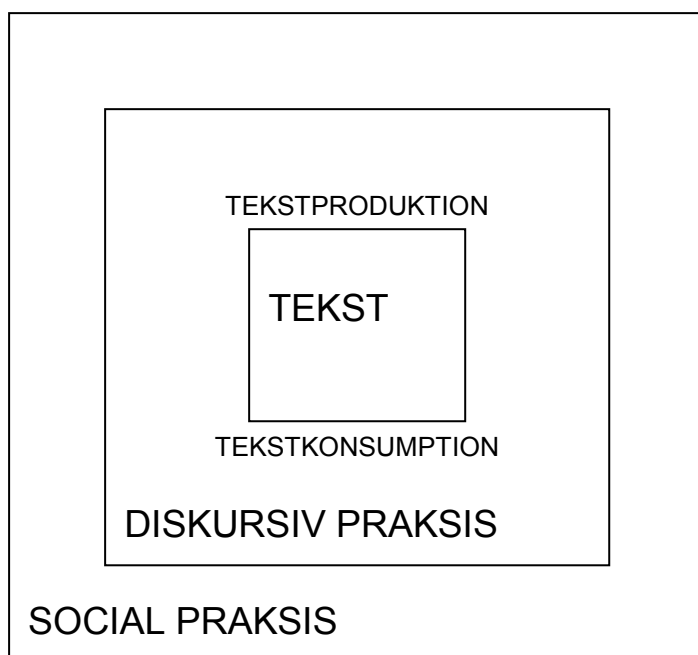 TEKSTPRODUKTION
TEKST
TEKSTKONSUMPTION
DISKURSIV PRAKSIS
SOCIAL PRAKSIS